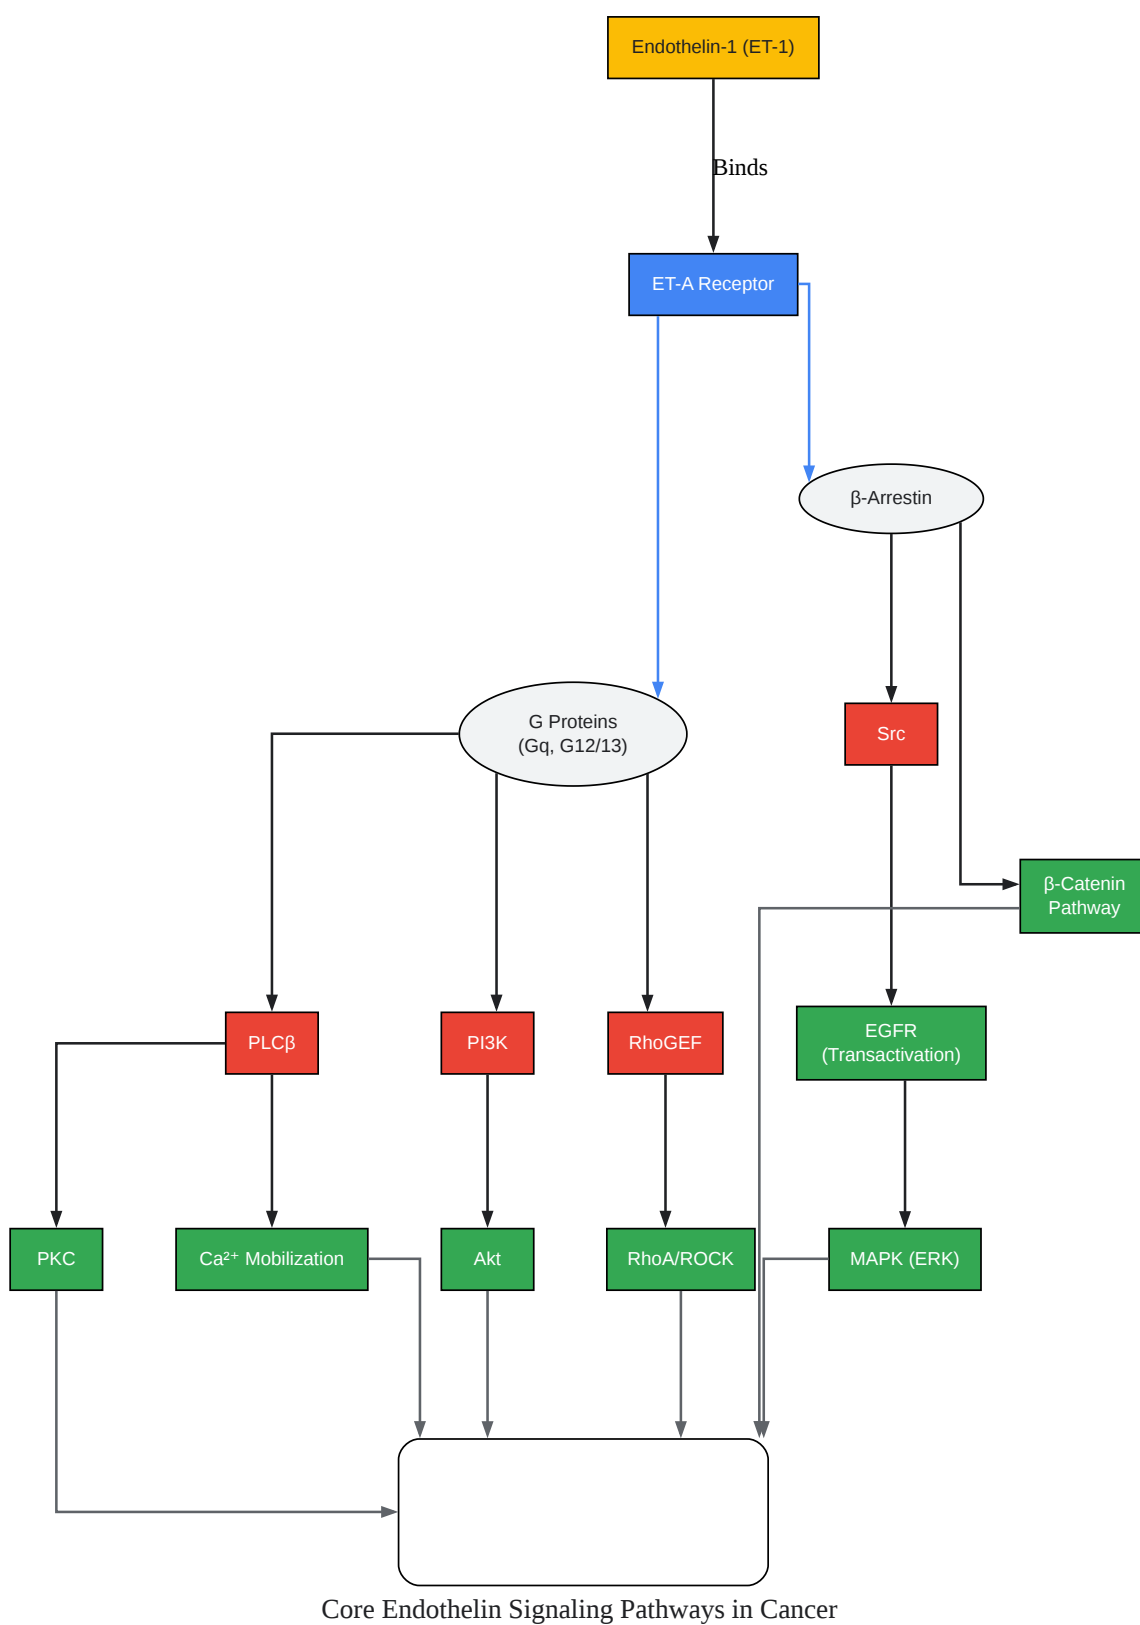 Endothelin-1 (ET-1)
Binds
ET-A Receptor
β-Arrestin
G Proteins
(Gq, G12/13)
Src
β-Catenin
Pathway
PLCβ
PI3K
RhoGEF
EGFR
(Transactivation)
PKC
Ca²⁺ Mobilization
Akt
RhoA/ROCK
MAPK (ERK)
Core Endothelin Signaling Pathways in Cancer